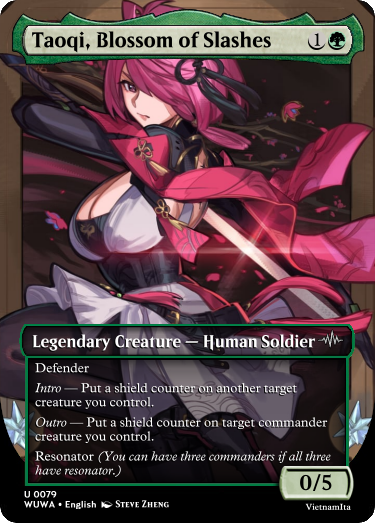 Taoqi, Blossom of Slashes 1
Legendary Creature — Human Soldier
Defender
Intro — Put a shield counter on another target
creature you control.
Outro — Put a shield counter on target commander
creature you control.
Resonator (You can have three commanders if all three
have resonator.)
0/5
U 0079
WUWA • English STEVE ZHENG
VietnamIta